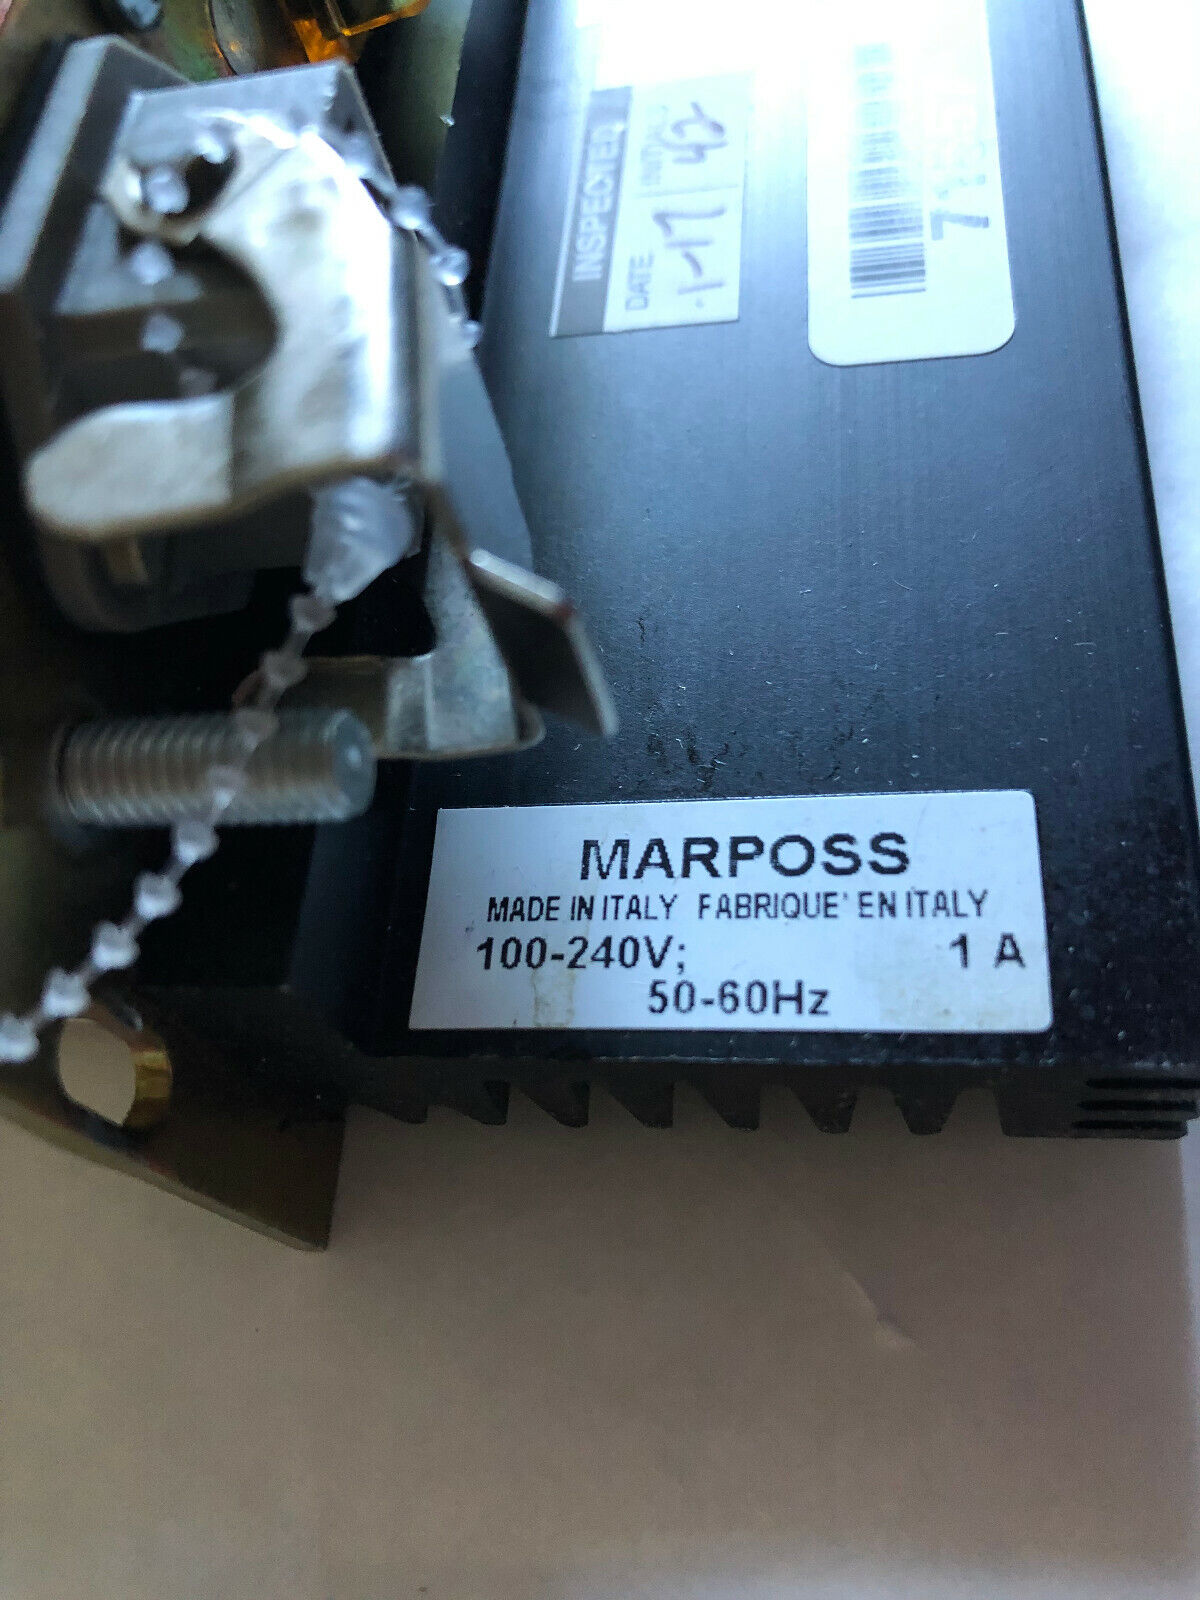 INSPECTED
DATE
MARPOSS
MADE IN ITALY FABRIQUE' EN ITALY
100-240V; 1 A
50-60Hz